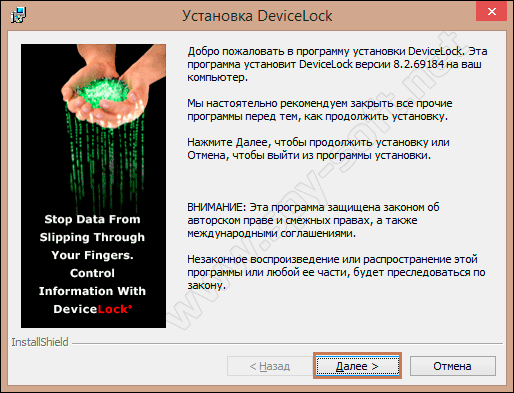 Установка DeviceLock
Добро пожаловать в программу установки DeviceLock. Эта
программа установит DeviceLock версии 8.2.69184 на ваш
компьютер.
Мы настоятельно рекомендуем закрыть все прочие
программы перед тем, как продолжить установку.
Нажмите Далее, чтобы продолжить установку или
Отмена, чтобы выйти из программы установки.
ВНИМАНИЕ: Эта программа защищена законом об
авторском праве и смежных правах, а также
международными соглашениями.
Незаконное воспроизведение или распространение этой
программы или любой ее части, будет преследоваться по
закону.
Stop Data From
Slipping Through
Your Fingers.
Control
Information With
DeviceLock®
www.spy-soft.net
InstallShield
< Назад
Далее >
Отмена